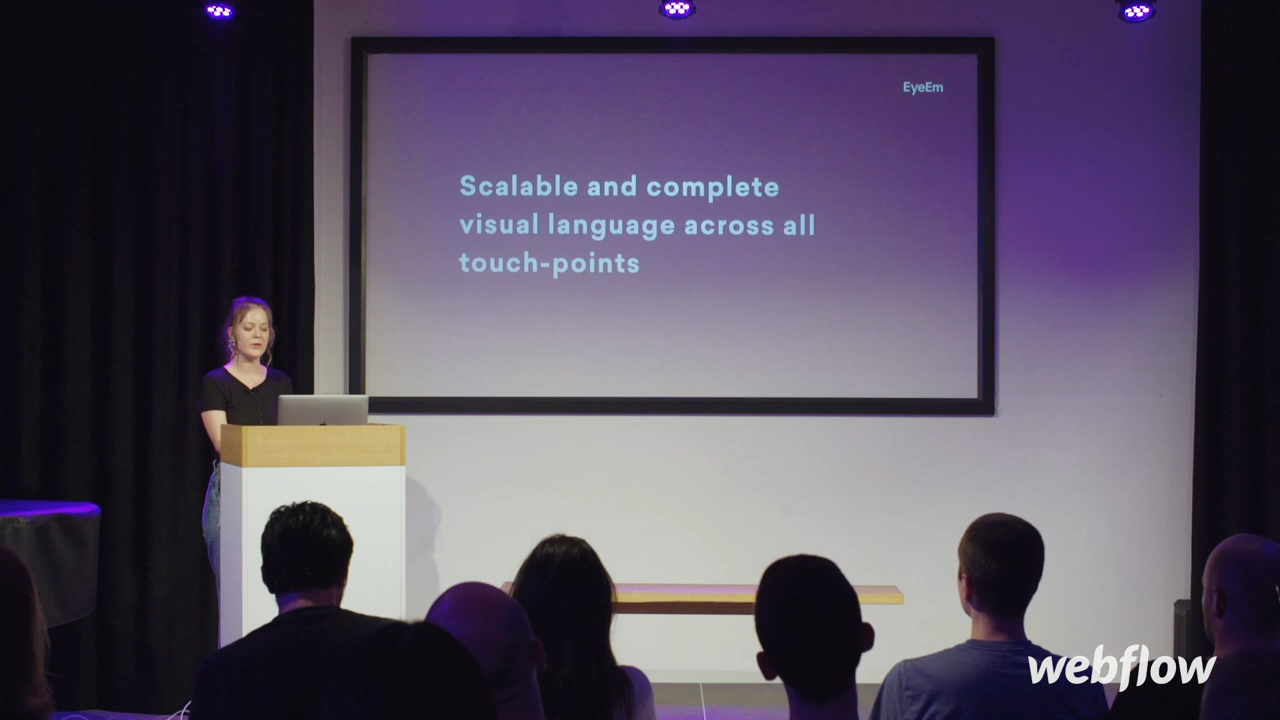 EyeEm
Scalable and complete
visual language across all
touch-points
webflow